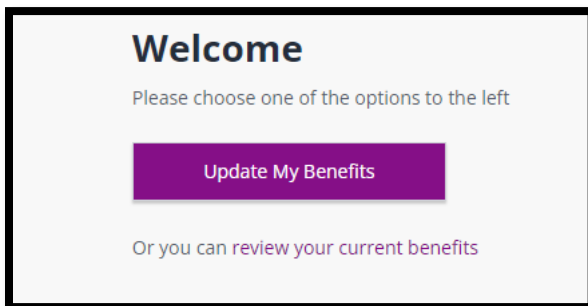 Welcome
Please choose one of the options to the left
Update My Benefits
Or you can review your current benefits